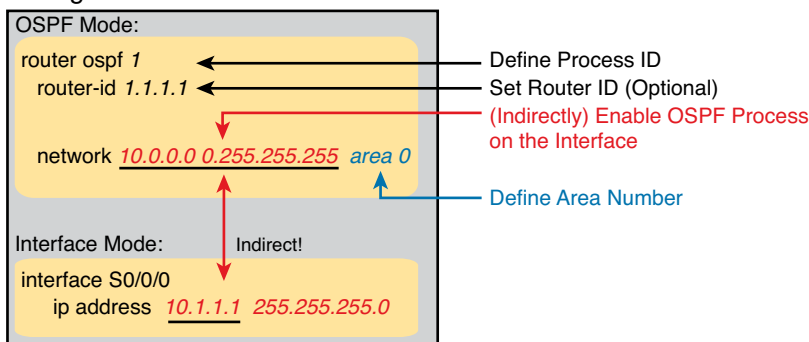 OSPF Mode:
router ospf 1
router-id 1.1.1.1
network 10.0.0.0 0.255.255.255 area 0
Define Process ID
Set Router ID (Optional)
(Indirectly) Enable OSPF Process
on the Interface
Define Area Number
Interface Mode:
Indirect!
interface S0/0/0
ip address 10.1.1.1 255.255.255.0